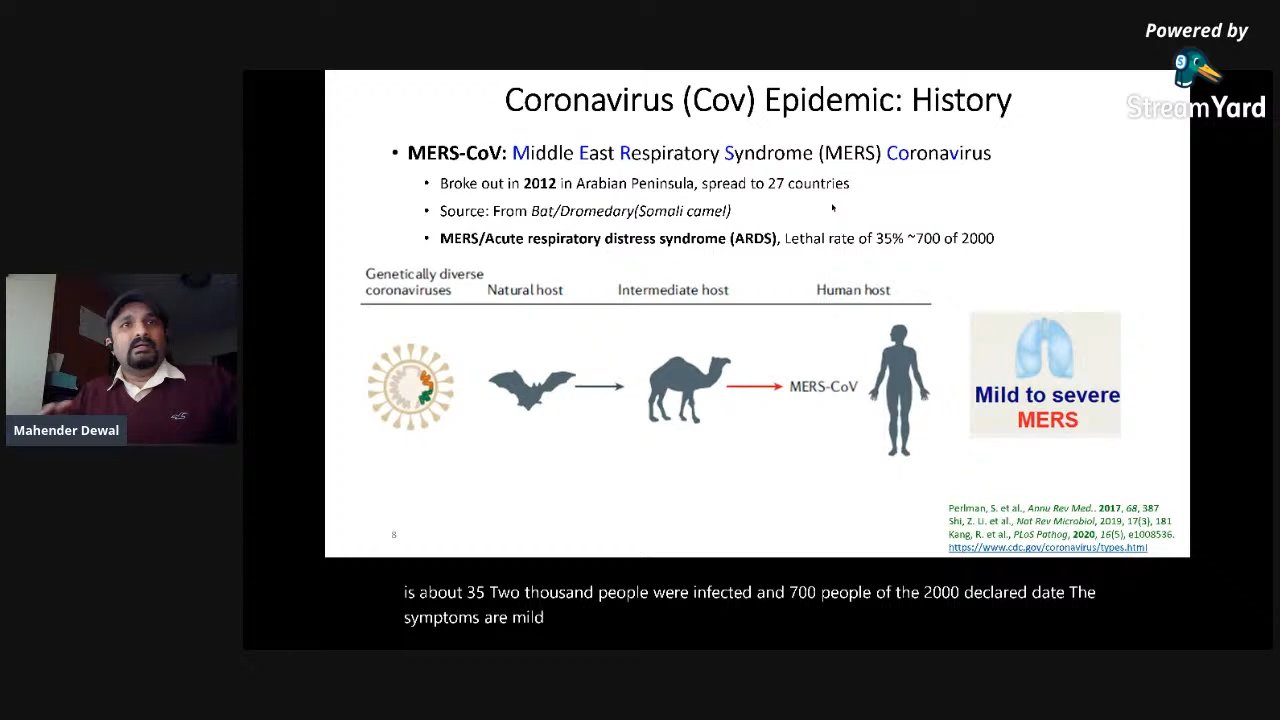 Powered by
StreamYard
Coronavirus (Cov) Epidemic: History
• MERS-CoV: Middle East Respiratory Syndrome (MERS) Coronavirus
• Broke out in 2012 in Arabian Peninsula, spread to 27 countries
• Source: From Bat/Dromedary(Somali camel)
• MERS/Acute respiratory distress syndrome (ARDS), Lethal rate of 35% ~700 of 2000
Genetically diverse
coronaviruses Natural host Intermediate host Human host
MERS-CoV
Mild to severe
MERS
Mahender Dewal
Perlman, S. et al., Annu Rev Med.. 2017, 68, 387
Shi, Z. Li. et al., Nat Rev Microbiol, 2019, 17(3), 181
Kang, R. et al., PLoS Pathog, 2020, 16(5), e1008536.
https://www.cdc.gov/coronavirus/types.html
8
is about 35 Two thousand people were infected and 700 people of the 2000 declared date The
symptoms are mild